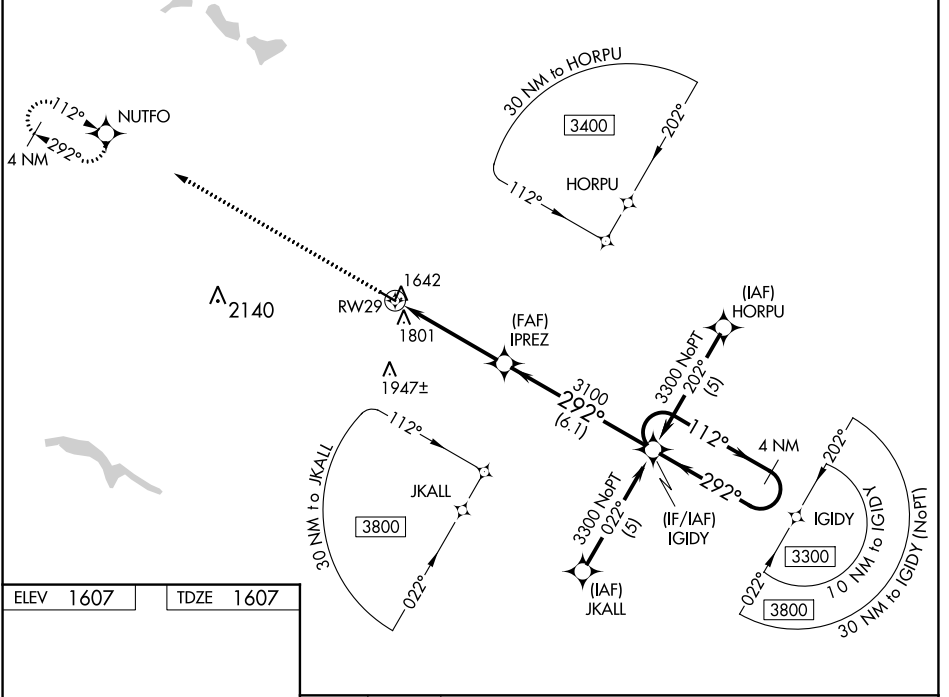 30 NM to HORPU
3400
202°
112°
HORPU
112°
292°
4 NM
NUTFO
2140
1642
RW29
1801
1947±
(FAF)
IPREZ
3100
292°
(6.1)
(IAF)
HORPU
3300 NoPT
202°
(5)
112°
4 NM
292°
(IF/IAF)
IGIDY
3300 NoPT
022°
(5)
(IAF)
JKALL
30 NM to JKALL
112°
JKALL
3800
022°
202°
IGIDY
3300
10 NM to IGIDY
022°
3800
30 NM to IGIDY (NoPT)
ELEV 1607
TDZE 1607